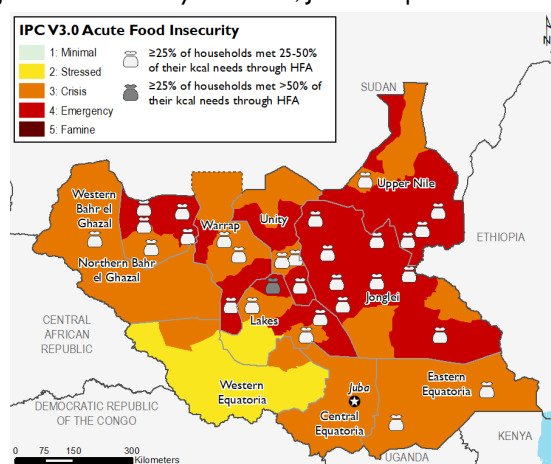 IPC V3.0 Acute Food Insecurity
1: Minimal
2: Stressed
3: Crisis
4: Emergency
5: Famine
≥25% of households met 25-50%
of their kcal needs through HFA
≥25% of households met >50% of
their kcal needs through HFA
N
SUDAN
Upper Nile
Western
Bahr el
Ghazal
Warrap
Unity
ETHIOPIA
Northern Bahr
el Ghazal
Jonglei
Lakes
CENTRAL
AFRICAN
REPUBLIC
Western
Equatoria
Juba
Eastern
Equatoria
Central
Equatoria
DEMOCRATIC REPUBLIC
OF THE CONGO
KENYA
UGANDA
0 75 150 300
Kilometers